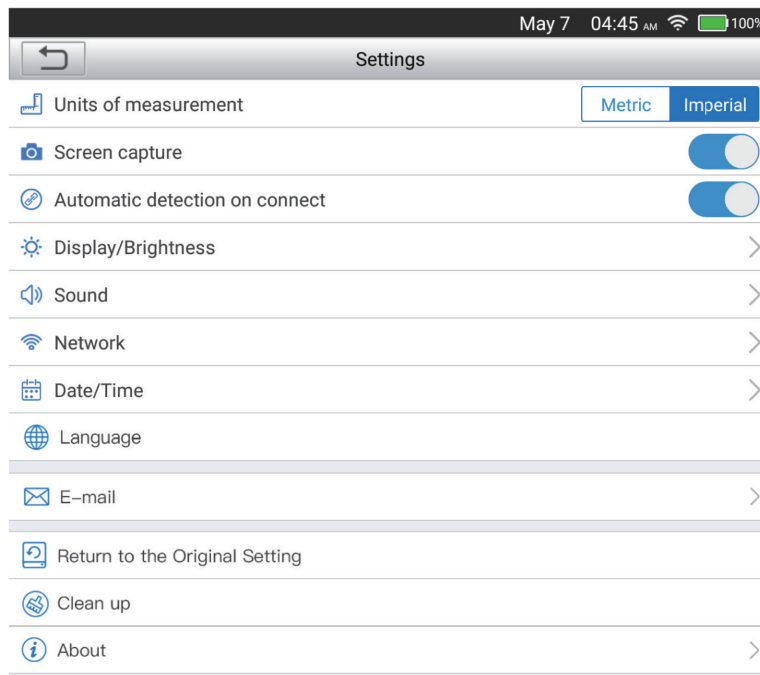 May 7 04:45 AM 100%
Settings
Units of measurement Metric Imperial
Screen capture
Automatic detection on connect
Display/Brightness
Sound
Network
Date/Time
Language
E-mail
Return to the Original Setting
Clean up
About